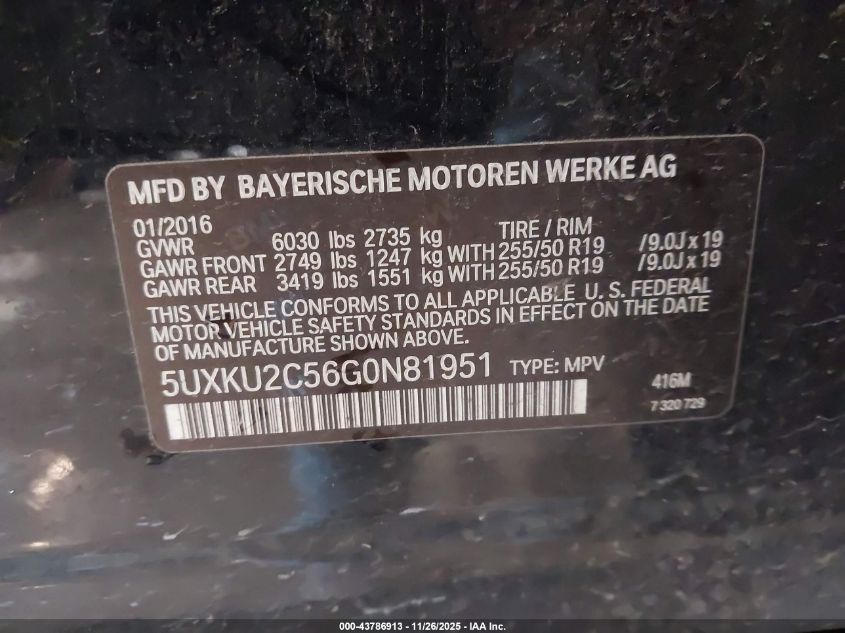 MFD BY BAYERISCHE MOTOREN WERKE AG
01/2016 TIRE / RIM
GVWR 6030 lbs 2735 kg
GAWR FRONT 2749 lbs 1247 kg WITH 255/50 R19 /9.0J x 19
GAWR REAR 3419 lbs 1551 kg WITH 255/50 R19 /9.0J x 19
THIS VEHICLE CONFORMS TO ALL APPLICABLE U. S. FEDERAL
MOTOR VEHICLE SAFETY STANDARDS IN EFFECT ON THE DATE
OF MANUFACTURE SHOWN ABOVE.
5UXKU2C56G0N81951 TYPE: MPV
416M
7 320 729
000-43786913 - 11/26/2025 - IAA Inc.